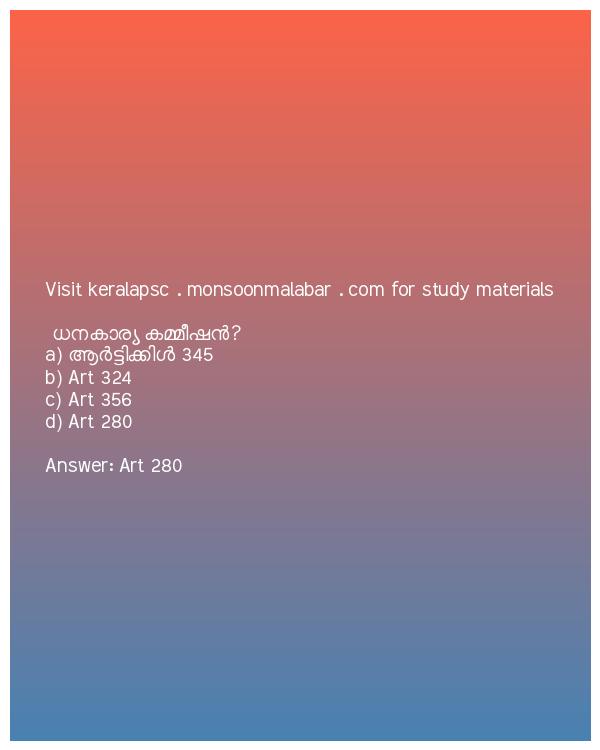 Visit keralapsc . monsoonmalabar . com for study materials
ധനകാര്യ കമ്മീഷൻ?
a) ആർട്ടിക്കിൾ 345
b) Art 324
c) Art 356
d) Art 280
Answer: Art 280